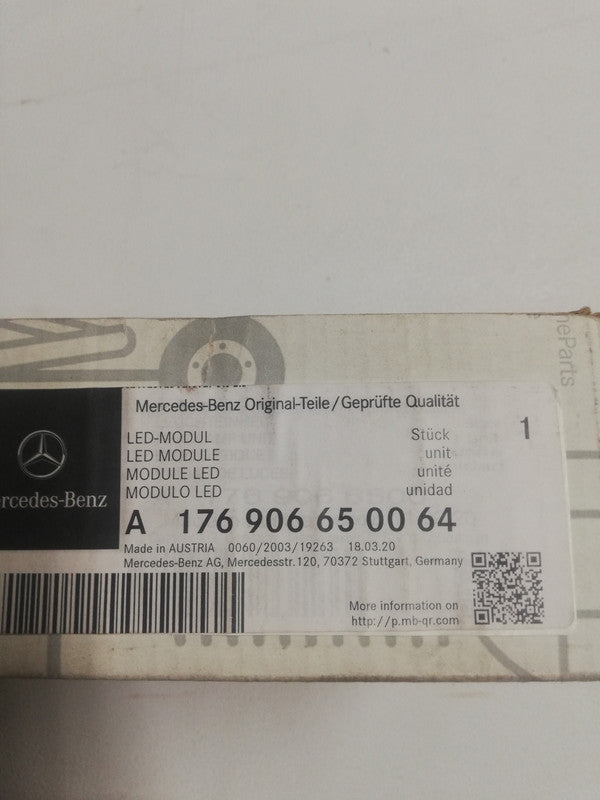 neParts
Mercedes-Benz Original-Teile/Geprüfte Qualität
LED-MODUL Stück 1
LED MODULE unit
MODULE LED unité
MODULO LED unidad
rcedes-Benz
A 176 906 65 00 64
Made in AUSTRIA 0060/2003/19263 18.03.20
Mercedes-Benz AG, Mercedesstr.120, 70372 Stuttgart, Germany
More information on
http://p.mb-qr.com